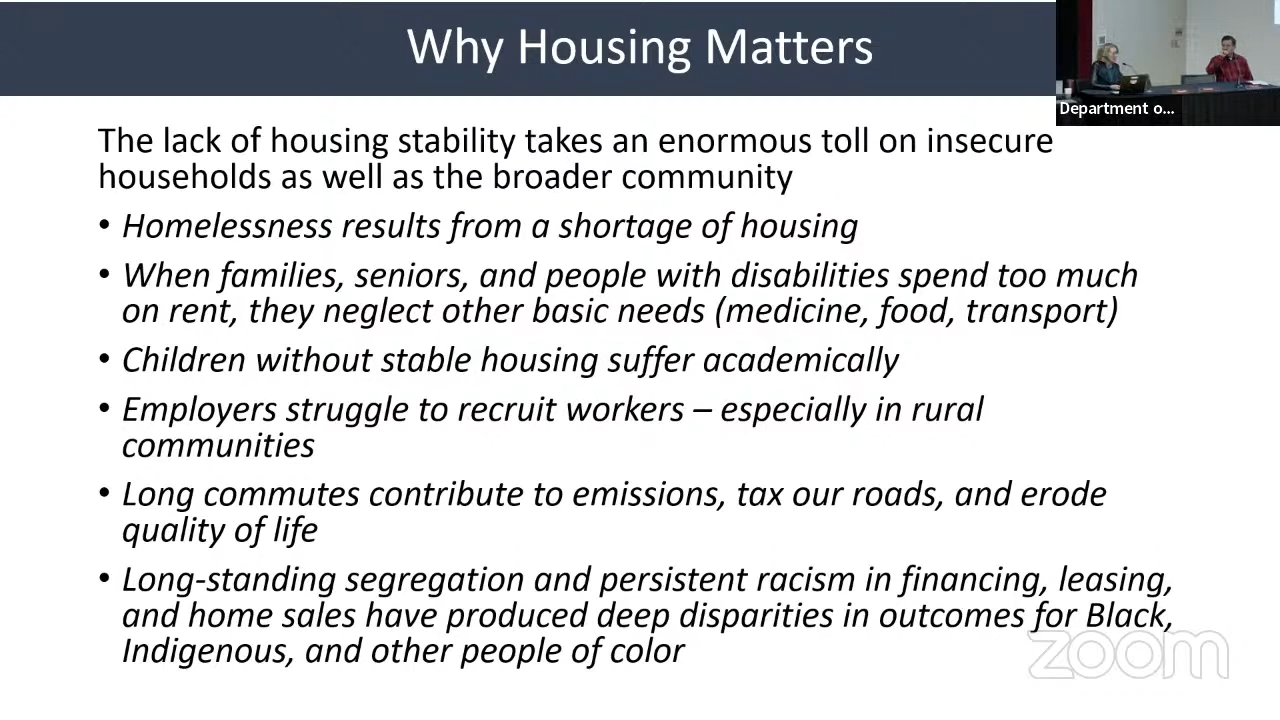 Why Housing Matters
Department o...
The lack of housing stability takes an enormous toll on insecure
households as well as the broader community
• Homelessness results from a shortage of housing
• When families, seniors, and people with disabilities spend too much
on rent, they neglect other basic needs (medicine, food, transport)
• Children without stable housing suffer academically
• Employers struggle to recruit workers – especially in rural
communities
• Long commutes contribute to emissions, tax our roads, and erode
quality of life
• Long-standing segregation and persistent racism in financing, leasing,
and home sales have produced deep disparities in outcomes for Black,
Indigenous, and other people of color
zoom